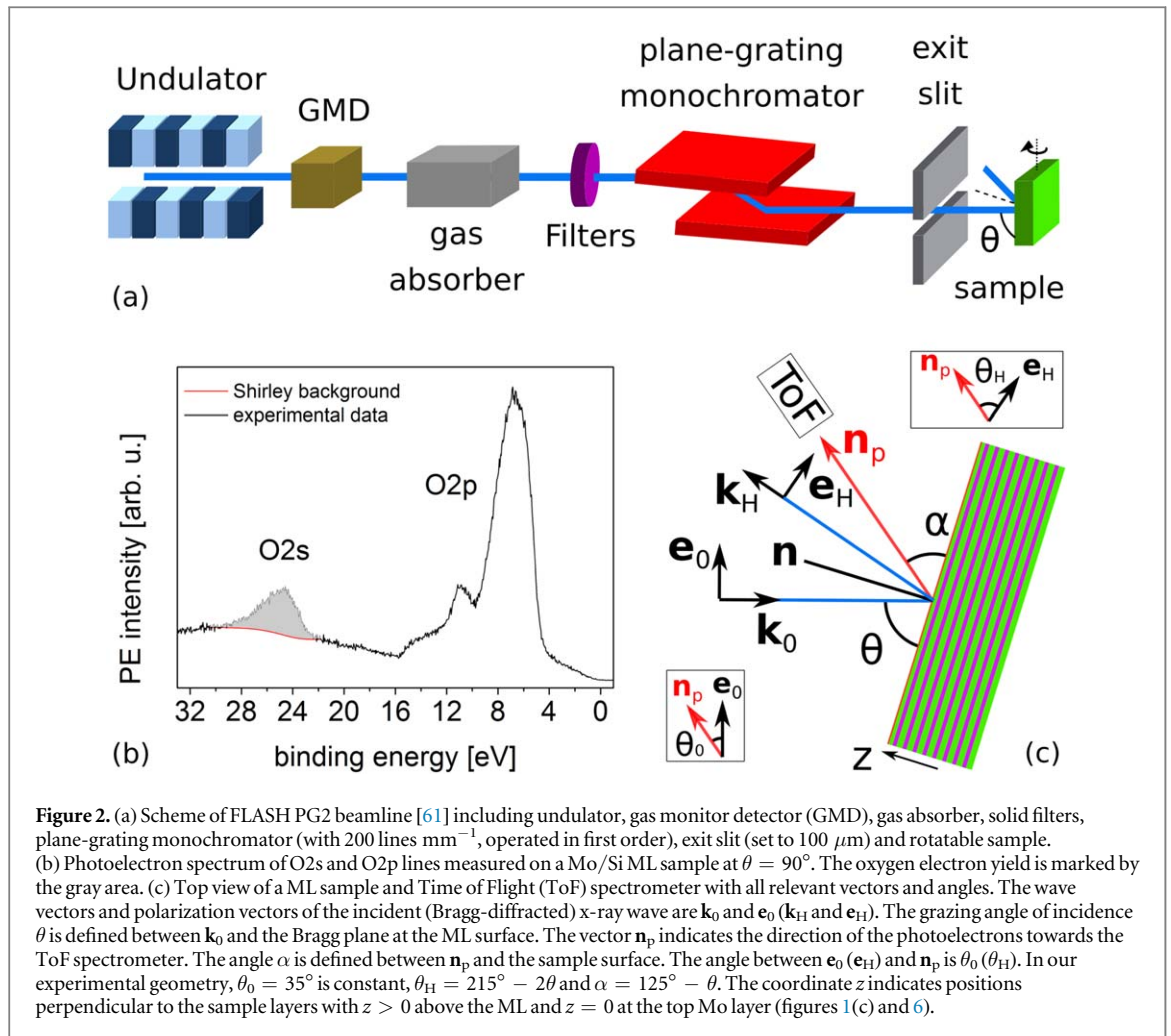 Undulator
GMD
gas
absorber
Filters
plane-grating
monochromator
exit
slit
θ
sample
(a)
PE intensity [arb. u.]
Shirley background
experimental data
O2s
O2p
32 28 24 20 16 12 8 4 0
binding energy [eV]
(b)
ToF
n_p
n_p θ_H e_H
k_H
e_H
α
e_0
n
k_0
θ
n_p e_0
θ_0
z
(c)
Figure 2. (a) Scheme of FLASH PG2 beamline [61] including undulator, gas monitor detector (GMD), gas absorber, solid filters,
plane-grating monochromator (with 200 lines mm⁻¹, operated in first order), exit slit (set to 100 μm) and rotatable sample.
(b) Photoelectron spectrum of O2s and O2p lines measured on a Mo/Si ML sample at θ = 90°. The oxygen electron yield is marked by
the gray area. (c) Top view of a ML sample and Time of Flight (ToF) spectrometer with all relevant vectors and angles. The wave
vectors and polarization vectors of the incident (Bragg-diffracted) x-ray wave are k₀ and e₀ (k_H and e_H). The grazing angle of incidence
θ is defined between k₀ and the Bragg plane at the ML surface. The vector n_p indicates the direction of the photoelectrons towards the
ToF spectrometer. The angle α is defined between n_p and the sample surface. The angle between e₀ (e_H) and n_p is θ₀ (θ_H). In our
experimental geometry, θ₀ = 35° is constant, θ_H = 215° − 2θ and α = 125° − θ. The coordinate z indicates positions
perpendicular to the sample layers with z > 0 above the ML and z = 0 at the top Mo layer (figures 1(c) and 6).